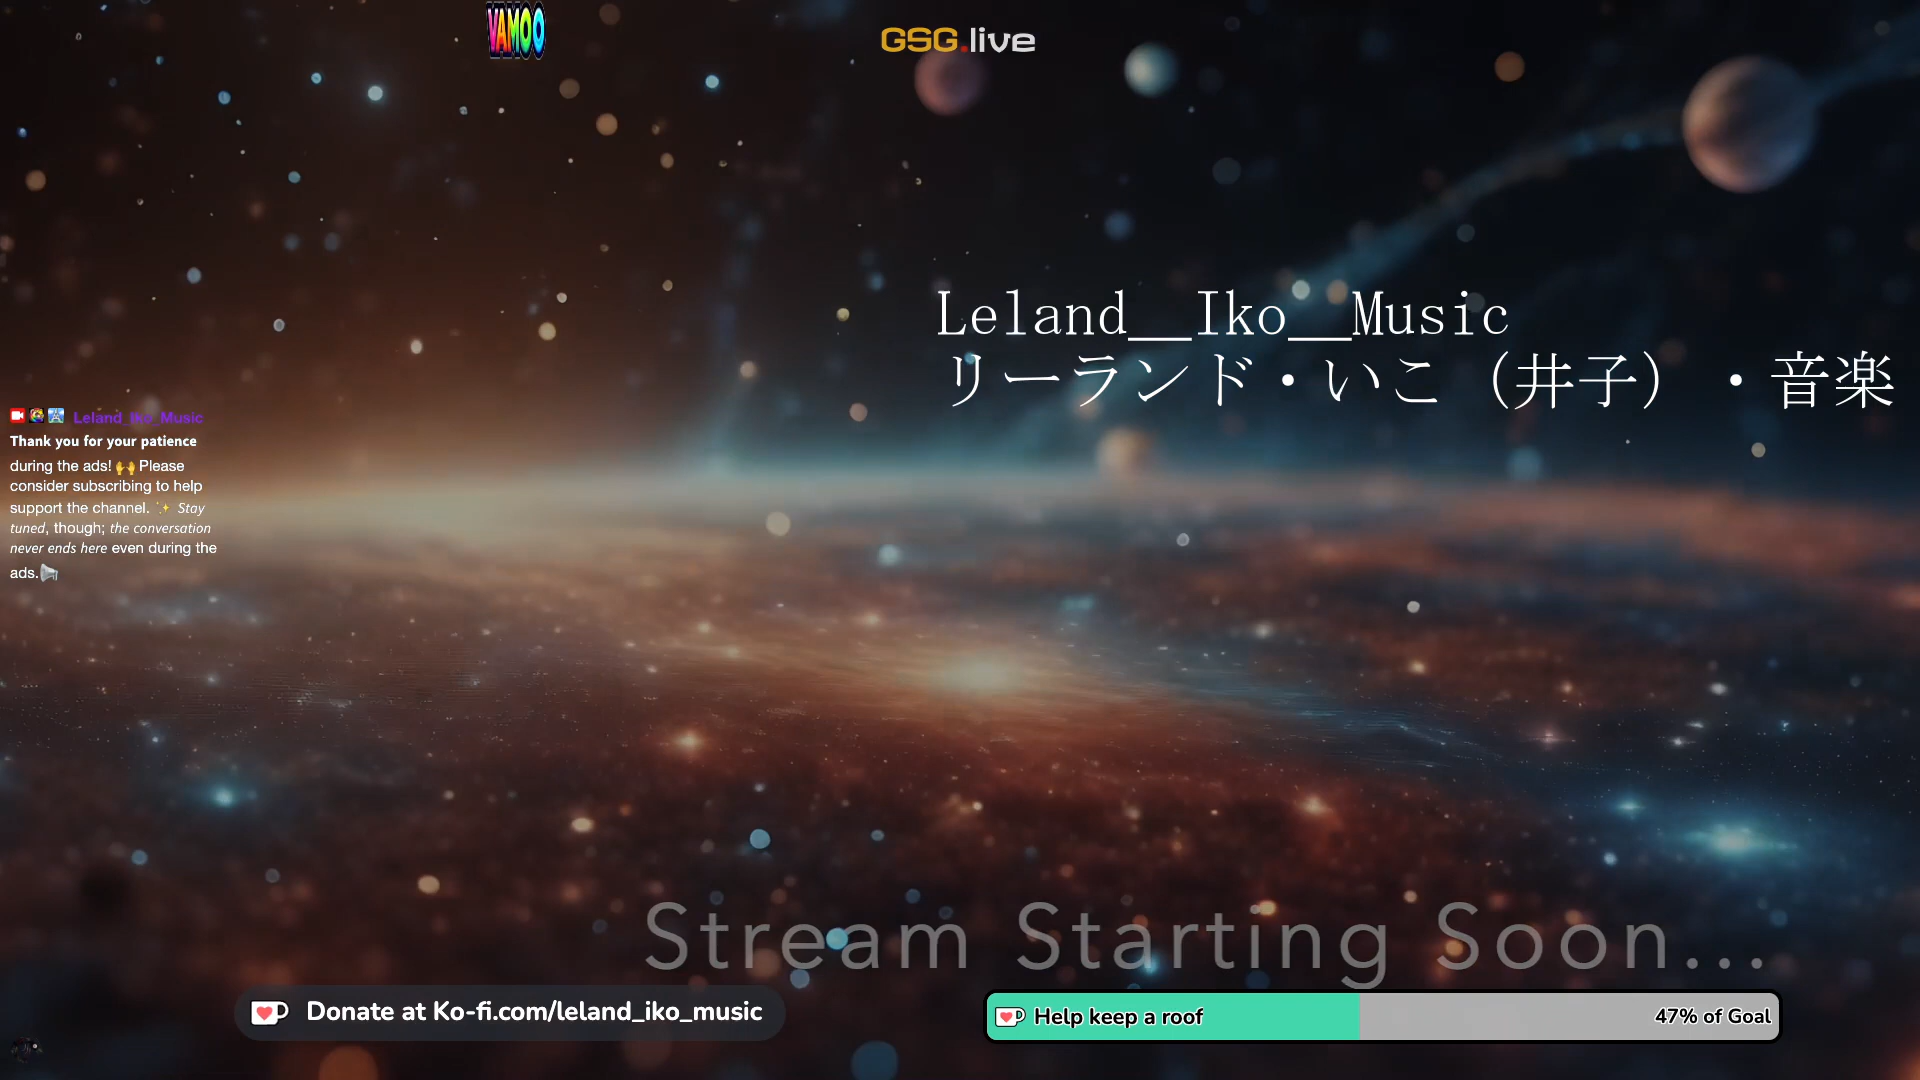 VAMOO
GSG.live
Leland_Iko_Music
リーランド・いこ（井子）・音楽
Leland_Iko_Music
Thank you for your patience
during the ads! 🙌 Please
consider subscribing to help
support the channel. ✨ Stay
tuned, though; the conversation
never ends here even during the
ads.📢
Stream Starting Soon...
Donate at Ko-fi.com/leland_iko_music
Help keep a roof
47% of Goal